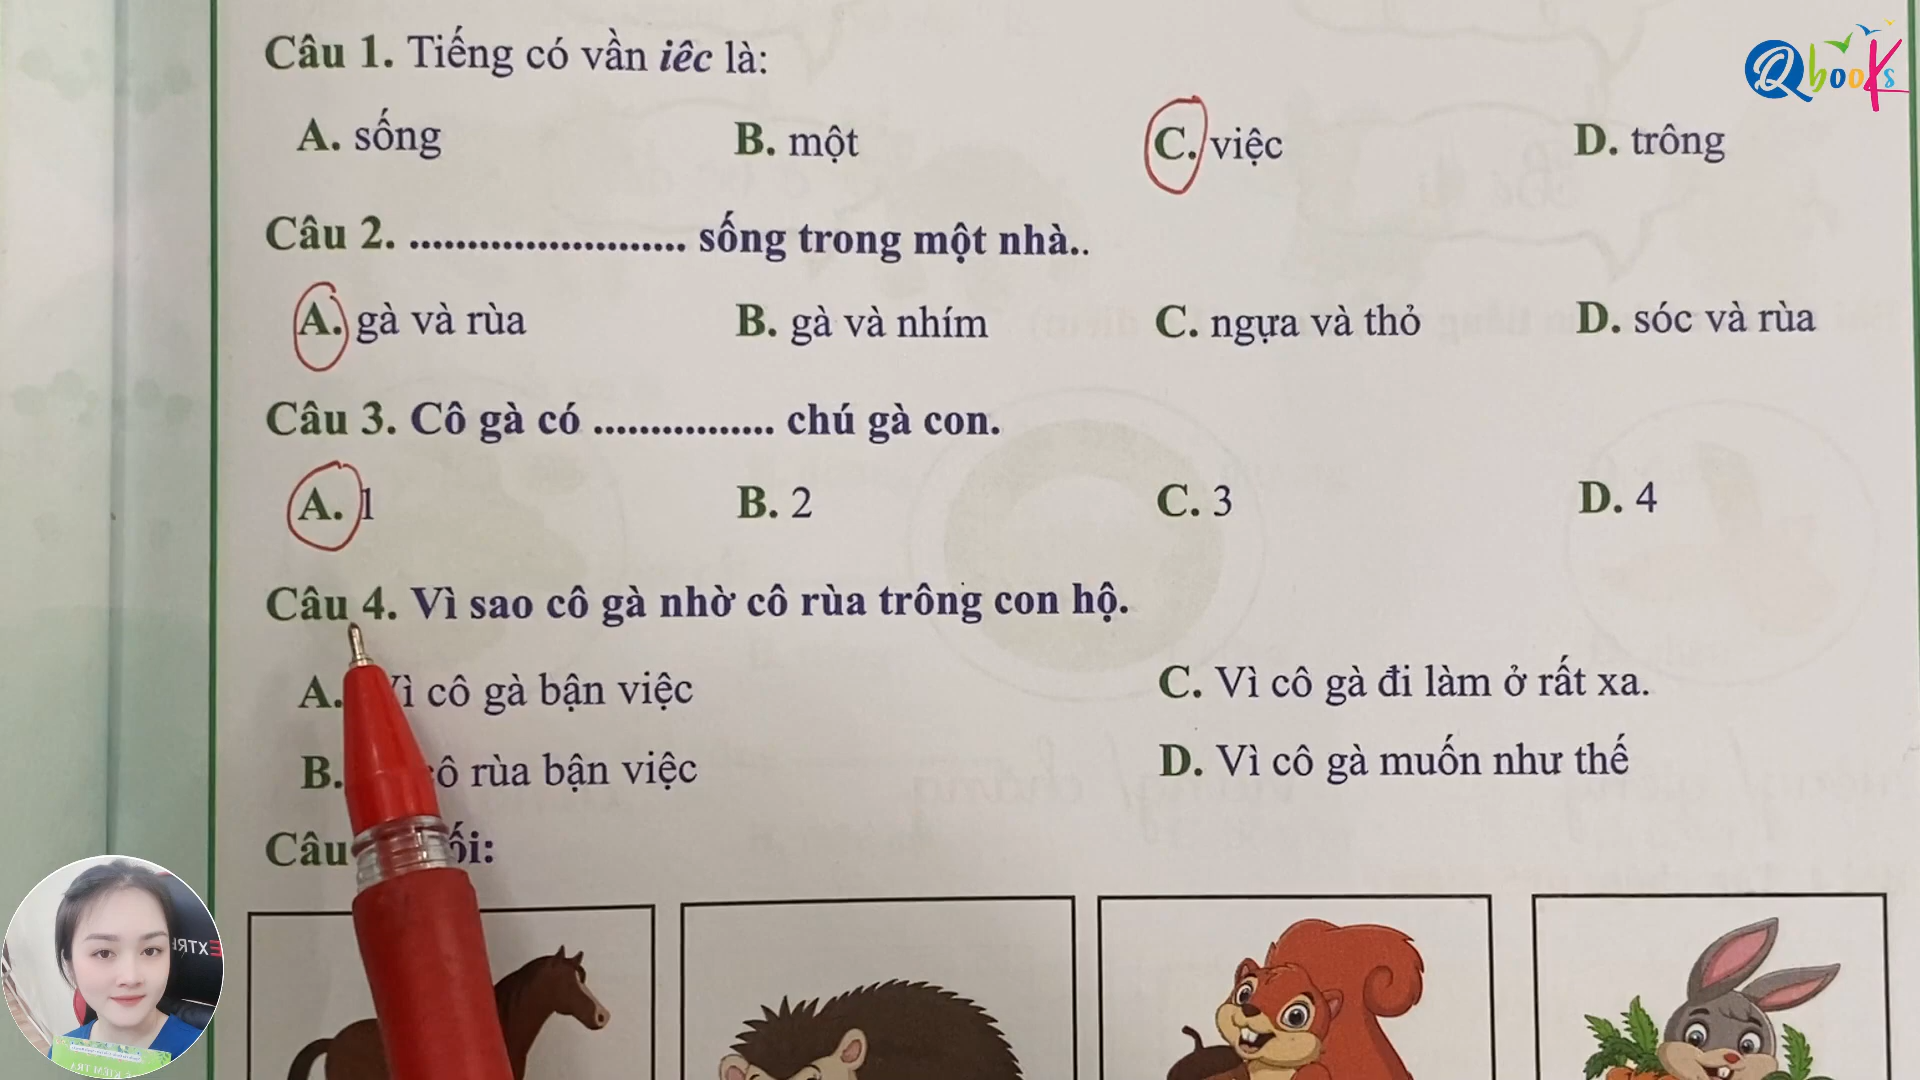 Câu 1. Tiếng có vần iêc là:
A. sống B. một C. việc D. trông
Câu 2. ........................ sống trong một nhà..
A. gà và rùa B. gà và nhím C. ngựa và thỏ D. sóc và rùa
Câu 3. Cô gà có ................ chú gà con.
A. 1 B. 2 C. 3 D. 4
Câu 4. Vì sao cô gà nhờ cô rùa trông con hộ.
A. Vì cô gà bận việc C. Vì cô gà đi làm ở rất xa.
B. cô rùa bận việc D. Vì cô gà muốn như thế
Câu
Qbooks